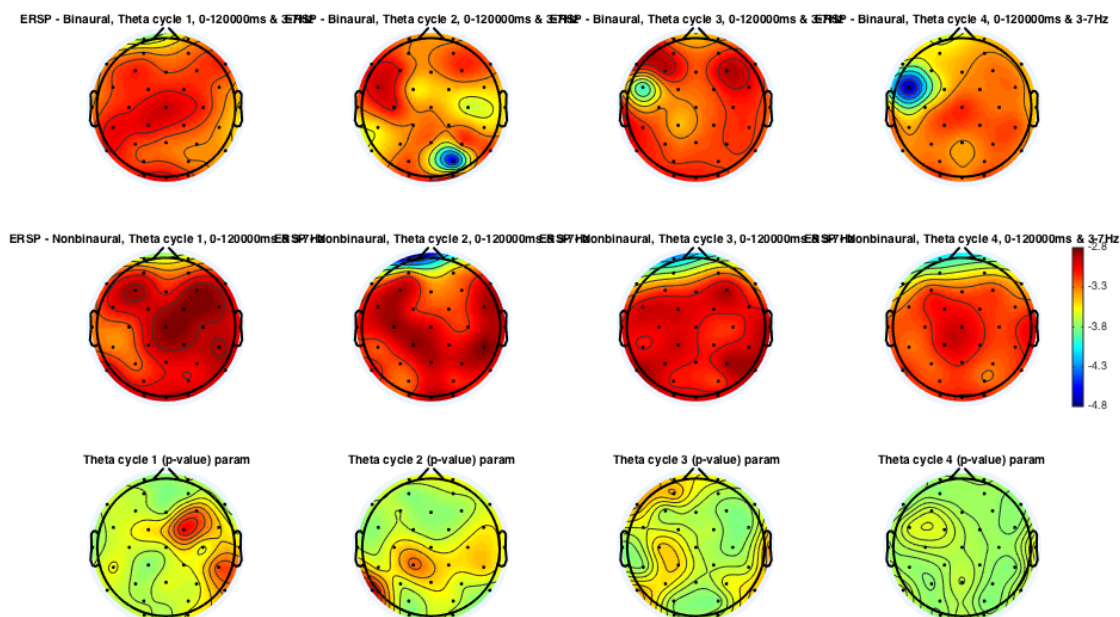 ERSP - Binaural, Theta cycle 1, 0-120000ms & 3-7Hz
ERSP - Binaural, Theta cycle 2, 0-120000ms & 3-7Hz
ERSP - Binaural, Theta cycle 3, 0-120000ms & 3-7Hz
ERSP - Binaural, Theta cycle 4, 0-120000ms & 3-7Hz
ERSP - Nonbinaural, Theta cycle 1, 0-120000ms & 3-7Hz
ERSP - Nonbinaural, Theta cycle 2, 0-120000ms & 3-7Hz
ERSP - Nonbinaural, Theta cycle 3, 0-120000ms & 3-7Hz
ERSP - Nonbinaural, Theta cycle 4, 0-120000ms & 3-7Hz
-2.8
-3.3
-3.8
-4.3
-4.8
Theta cycle 1 (p-value) param
Theta cycle 2 (p-value) param
Theta cycle 3 (p-value) param
Theta cycle 4 (p-value) param